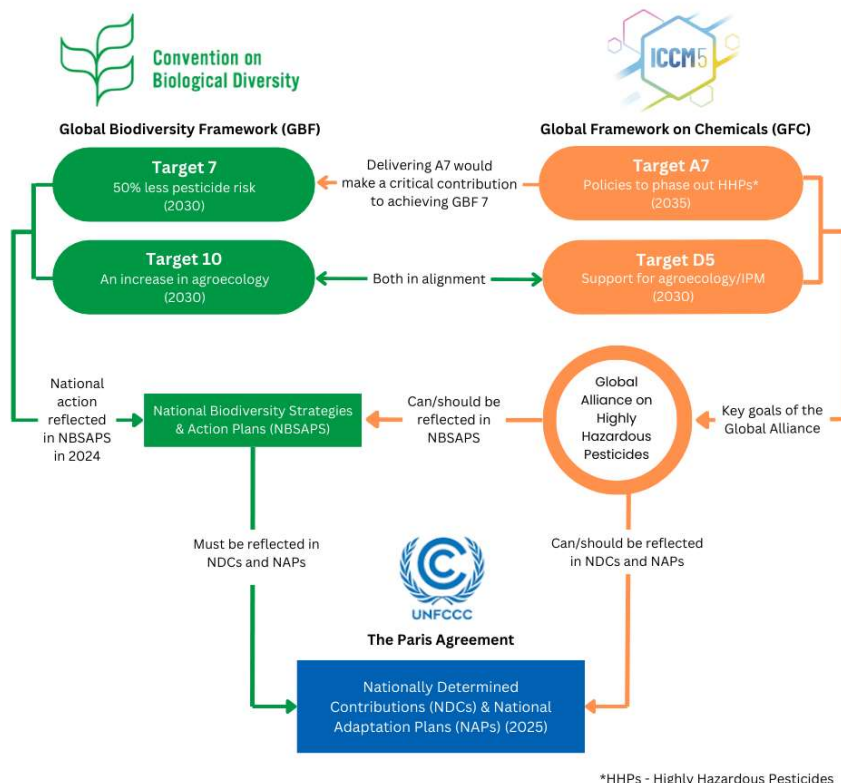 Convention on
Biological Diversity
ICCM5
Global Biodiversity Framework (GBF)
Global Framework on Chemicals (GFC)
Target 7
50% less pesticide risk
(2030)
Delivering A7 would
make a critical contribution
to achieving GBF 7
Target A7
Policies to phase out HHPs*
(2035)
Target 10
An increase in agroecology
(2030)
Both in alignment
Target D5
Support for agroecology/IPM
(2030)
National
action
reflected
in NBSAPS
in 2024
National Biodiversity Strategies
& Action Plans (NBSAPS)
Can/should be
reflected in
NBSAPS
Global
Alliance on
Highly
Hazardous
Pesticides
Key goals of the
Global Alliance
Must be reflected in
NDCs and NAPs
Can/should be reflected
in NDCs and NAPs
UNFCCC
The Paris Agreement
Nationally Determined
Contributions (NDCs) & National
Adaptation Plans (NAPs) (2025)
*HHPs - Highly Hazardous Pesticides